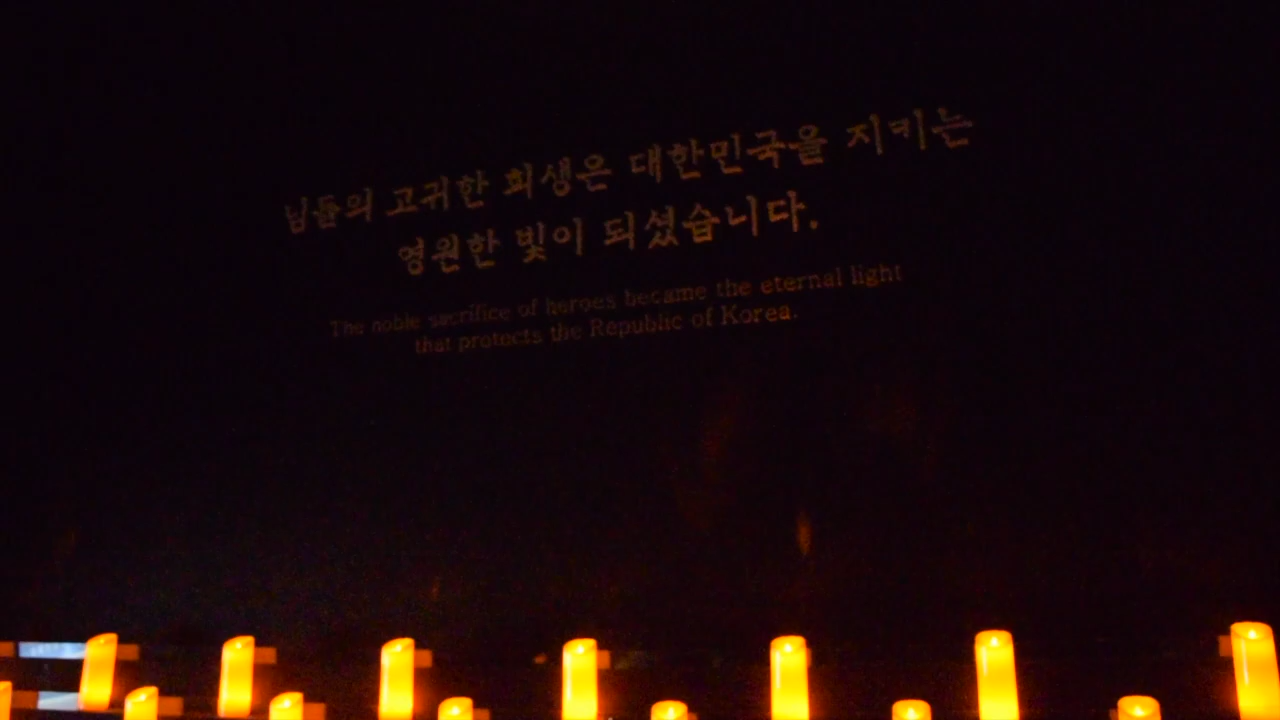 님들의 고귀한 희생은 대한민국을 지키는
영원한 빛이 되셨습니다.
The noble sacrifice of heroes became the eternal light
that protects the Republic of Korea.